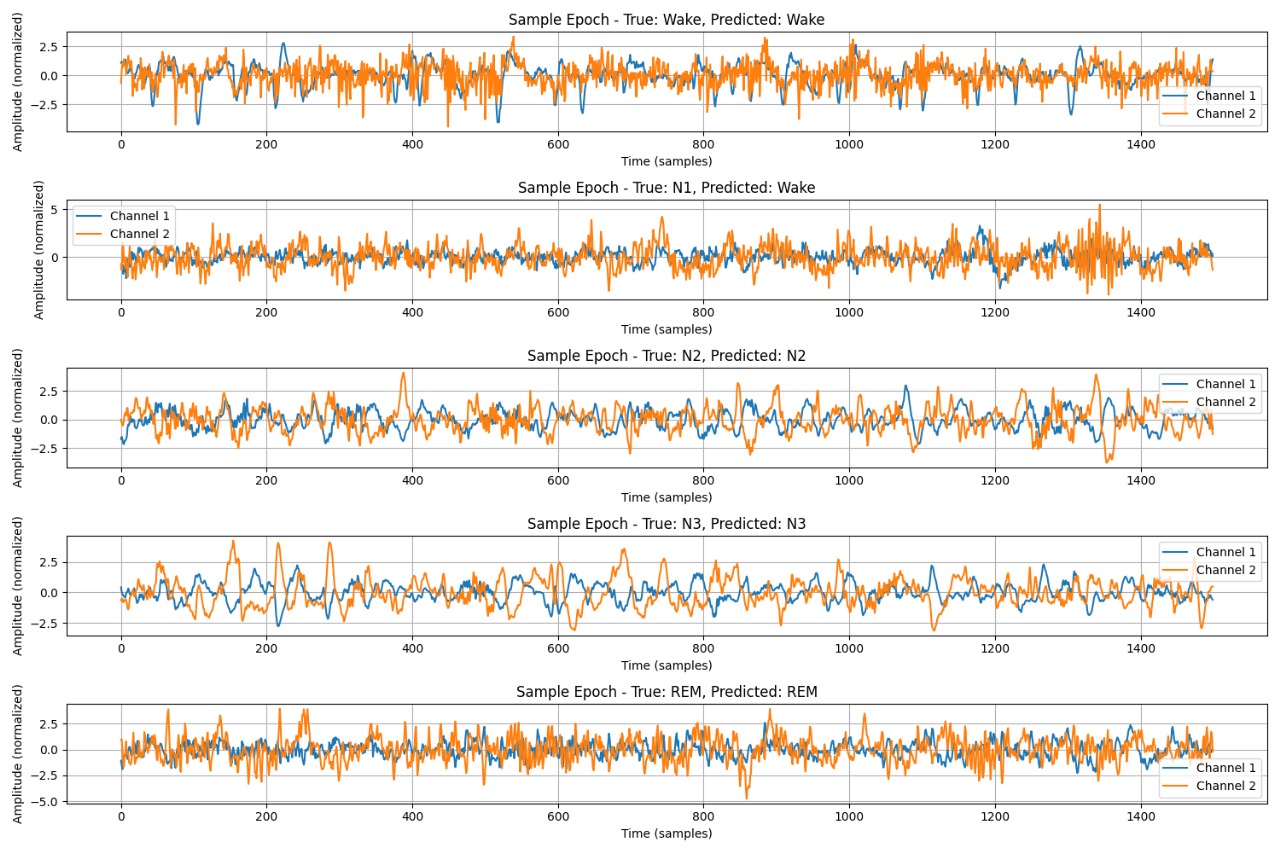 Sample Epoch - True: Wake, Predicted: Wake
Amplitude (normalized)
2.5
0.0
−2.5
Channel 1
Channel 2
0 200 400 600 800 1000 1200 1400
Time (samples)
Sample Epoch - True: N1, Predicted: Wake
Amplitude (normalized)
5
0
Channel 1
Channel 2
0 200 400 600 800 1000 1200 1400
Time (samples)
Sample Epoch - True: N2, Predicted: N2
Amplitude (normalized)
2.5
0.0
−2.5
Channel 1
Channel 2
0 200 400 600 800 1000 1200 1400
Time (samples)
Sample Epoch - True: N3, Predicted: N3
Amplitude (normalized)
2.5
0.0
−2.5
Channel 1
Channel 2
0 200 400 600 800 1000 1200 1400
Time (samples)
Sample Epoch - True: REM, Predicted: REM
Amplitude (normalized)
2.5
0.0
−2.5
−5.0
Channel 1
Channel 2
0 200 400 600 800 1000 1200 1400
Time (samples)